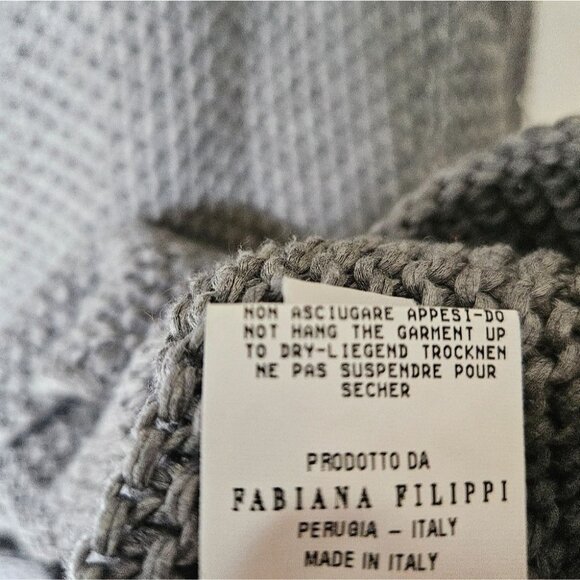 NON ASCIUGARE APPESI-DO
NOT HANG THE GARMENT UP
TO DRY-LIEGEND TROCKNEN
NE PAS SUSPENDRE POUR
SECHER
PRODOTTO DA
FABIANA FILIPPI
PERUGIA - ITALY
MADE IN ITALY